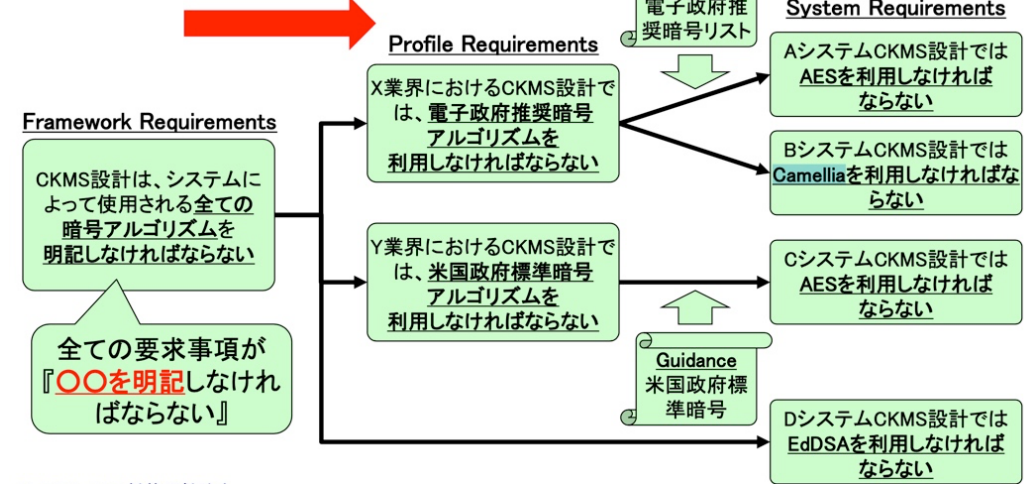 電子政府推
奨暗号リスト
System Requirements
Profile Requirements
Framework Requirements
CKMS設計は、システムに
よって使用される全ての
暗号アルゴリズムを
明記しなければならない
全ての要求事項が
『〇〇を明記しなけれ
ばならない』
X業界におけるCKMS設計で
は、電子政府推奨暗号
アルゴリズムを
利用しなければならない
Y業界におけるCKMS設計で
は、米国政府標準暗号
アルゴリズムを
利用しなければならない
Guidance
米国政府標
準暗号
AシステムCKMS設計では
AESを利用しなければ
ならない
BシステムCKMS設計では
Camelliaを利用しなければな
らない
CシステムCKMS設計では
AESを利用しなければ
ならない
DシステムCKMS設計では
EdDSAを利用しなければ
ならない